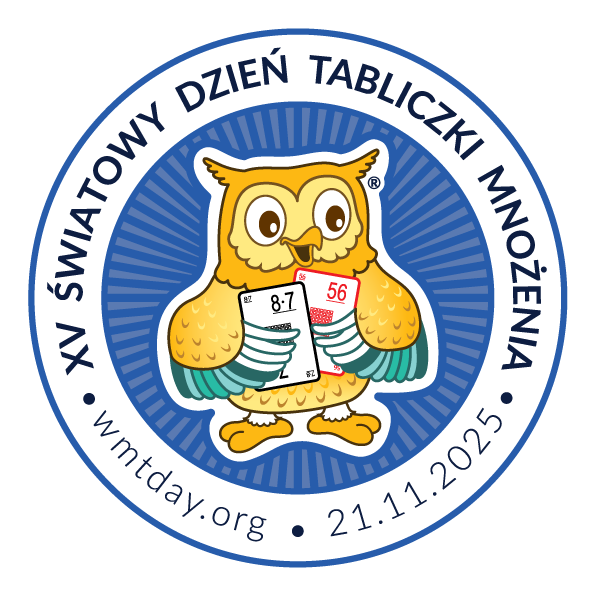 XV ŚWIATOWY DZIEŃ TABLICZKI MNOŻENIA
®
8·7
56
• wmtday.org • 21.11.2025 •